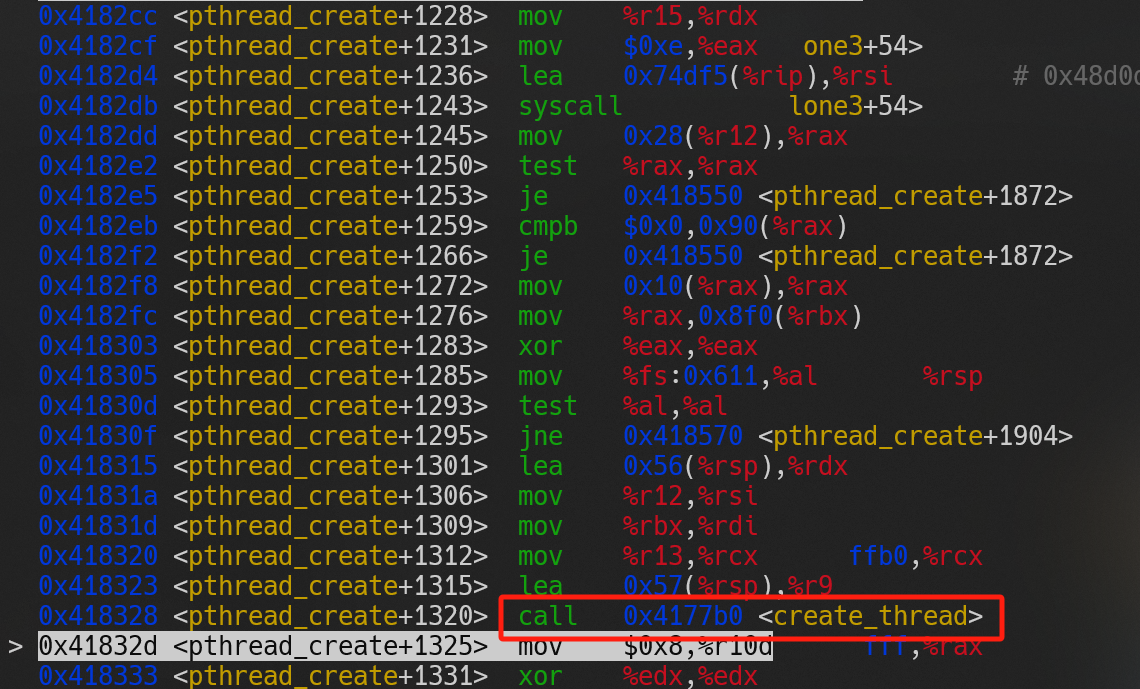 0x4182cc <pthread_create+1228> mov %r15,%rdx
0x4182cf <pthread_create+1231> mov $0xe,%eax one3+54>
0x4182d4 <pthread_create+1236> lea 0x74df5(%rip),%rsi # 0x48d0d
0x4182db <pthread_create+1243> syscall lone3+54>
0x4182dd <pthread_create+1245> mov 0x28(%r12),%rax
0x4182e2 <pthread_create+1250> test %rax,%rax
0x4182e5 <pthread_create+1253> je 0x418550 <pthread_create+1872>
0x4182eb <pthread_create+1259> cmpb $0x0,0x90(%rax)
0x4182f2 <pthread_create+1266> je 0x418550 <pthread_create+1872>
0x4182f8 <pthread_create+1272> mov 0x10(%rax),%rax
0x4182fc <pthread_create+1276> mov %rax,0x8f0(%rbx)
0x418303 <pthread_create+1283> xor %eax,%eax
0x418305 <pthread_create+1285> mov %fs:0x611,%al %rsp
0x41830d <pthread_create+1293> test %al,%al
0x41830f <pthread_create+1295> jne 0x418570 <pthread_create+1904>
0x418315 <pthread_create+1301> lea 0x56(%rsp),%rdx
0x41831a <pthread_create+1306> mov %r12,%rsi
0x41831d <pthread_create+1309> mov %rbx,%rdi
0x418320 <pthread_create+1312> mov %r13,%rcx ffb0,%rcx
0x418323 <pthread_create+1315> lea 0x57(%rsp),%r9
0x418328 <pthread_create+1320> call 0x4177b0 <create_thread>
> 0x41832d <pthread_create+1325> mov $0x8,%r10d fff,%rax
0x418333 <pthread_create+1331> xor %edx,%edx